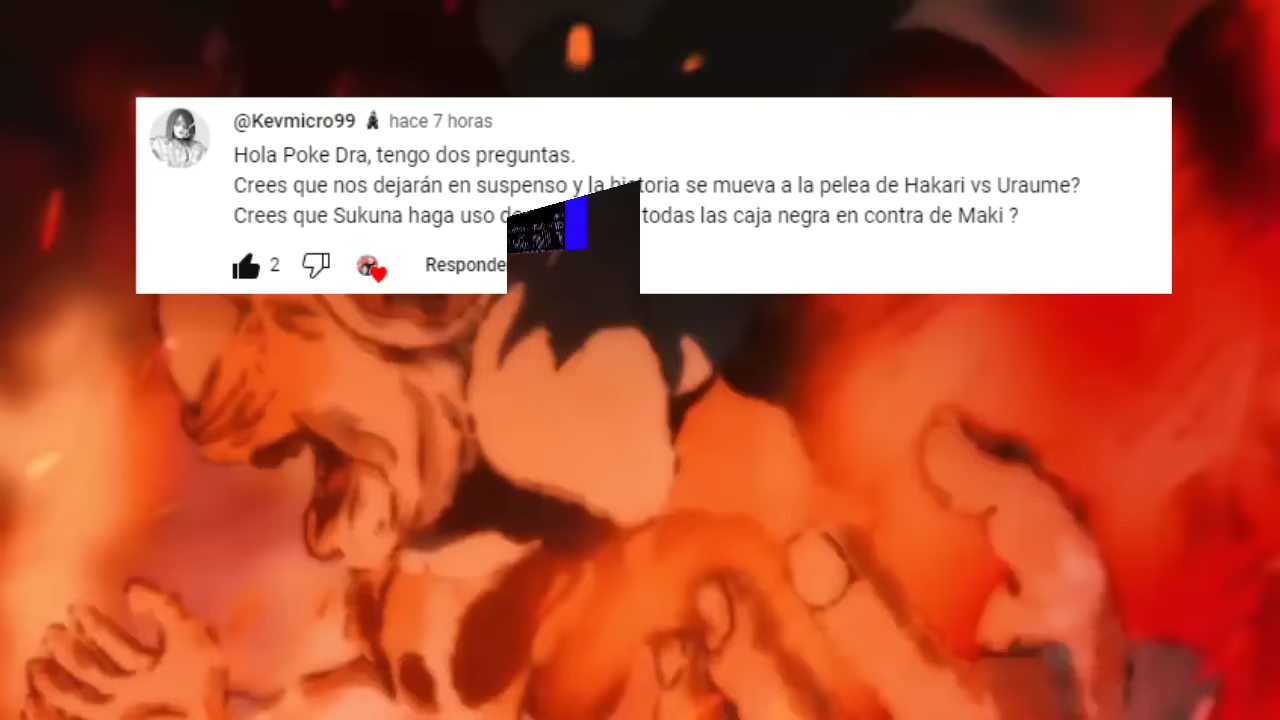 @Kevmicro99 hace 7 horas
Hola Poke Dra, tengo dos preguntas.
Crees que nos dejarán en suspenso y la historia se mueva a la pelea de Hakari vs Uraume?
Crees que Sukuna haga uso todas las caja negra en contra de Maki ?
2 Responde